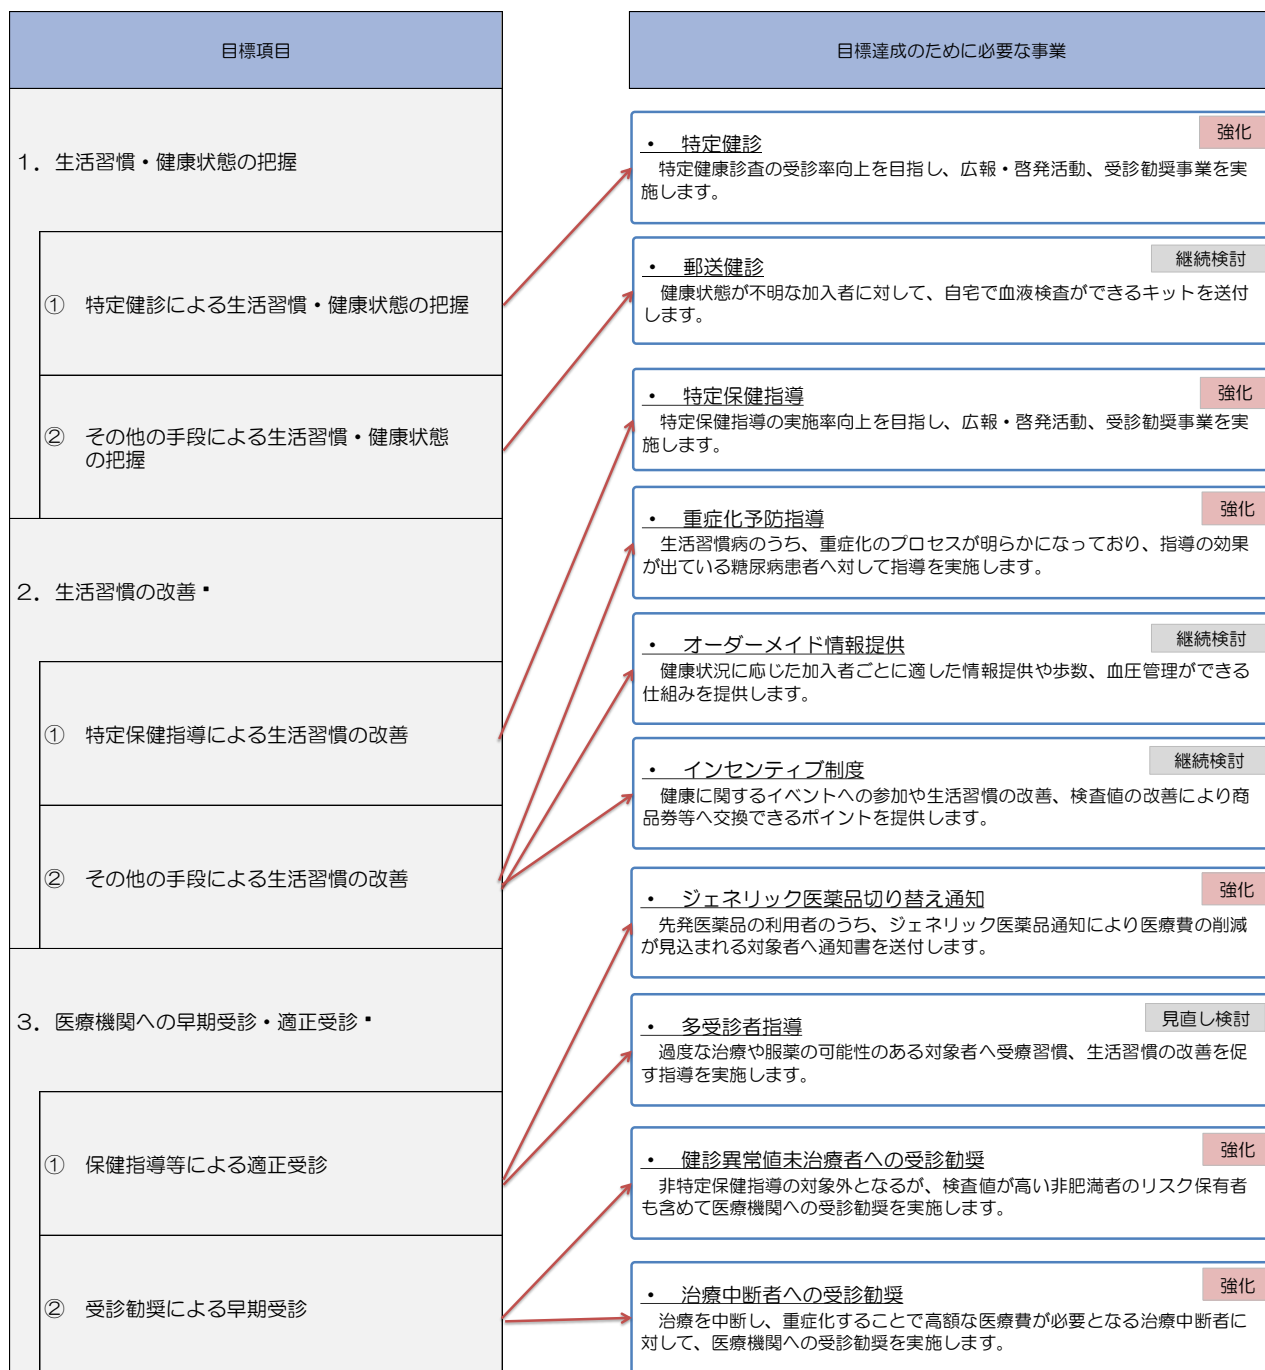 目標項目
1．生活習慣・健康状態の把握
① 特定健診による生活習慣・健康状態の把握
② その他の手段による生活習慣・健康状態
の把握
2．生活習慣の改善▪
① 特定保健指導による生活習慣の改善
② その他の手段による生活習慣の改善
3．医療機関への早期受診・適正受診▪
① 保健指導等による適正受診
② 受診勧奨による早期受診
目標達成のために必要な事業
強化
・ 特定健診
特定健康診査の受診率向上を目指し、広報・啓発活動、受診勧奨事業を実
施します。
継続検討
・ 郵送健診
健康状態が不明な加入者に対して、自宅で血液検査ができるキットを送付
します。
強化
・ 特定保健指導
特定保健指導の実施率向上を目指し、広報・啓発活動、受診勧奨事業を実
施します。
強化
・ 重症化予防指導
生活習慣病のうち、重症化のプロセスが明らかになっており、指導の効果
が出ている糖尿病患者へ対して指導を実施します。
継続検討
・ オーダーメイド情報提供
健康状況に応じた加入者ごとに適した情報提供や歩数、血圧管理ができる
仕組みを提供します。
継続検討
・ インセンティブ制度
健康に関するイベントへの参加や生活習慣の改善、検査値の改善により商
品券等へ交換できるポイントを提供します。
強化
・ ジェネリック医薬品切り替え通知
先発医薬品の利用者のうち、ジェネリック医薬品通知により医療費の削減
が見込まれる対象者へ通知書を送付します。
見直し検討
・ 多受診者指導
過度な治療や服薬の可能性のある対象者へ受療習慣、生活習慣の改善を促
す指導を実施します。
強化
・ 健診異常値未治療者への受診勧奨
非特定保健指導の対象外となるが、検査値が高い非肥満者のリスク保有者
も含めて医療機関への受診勧奨を実施します。
強化
・ 治療中断者への受診勧奨
治療を中断し、重症化することで高額な医療費が必要となる治療中断者に
対して、医療機関への受診勧奨を実施します。